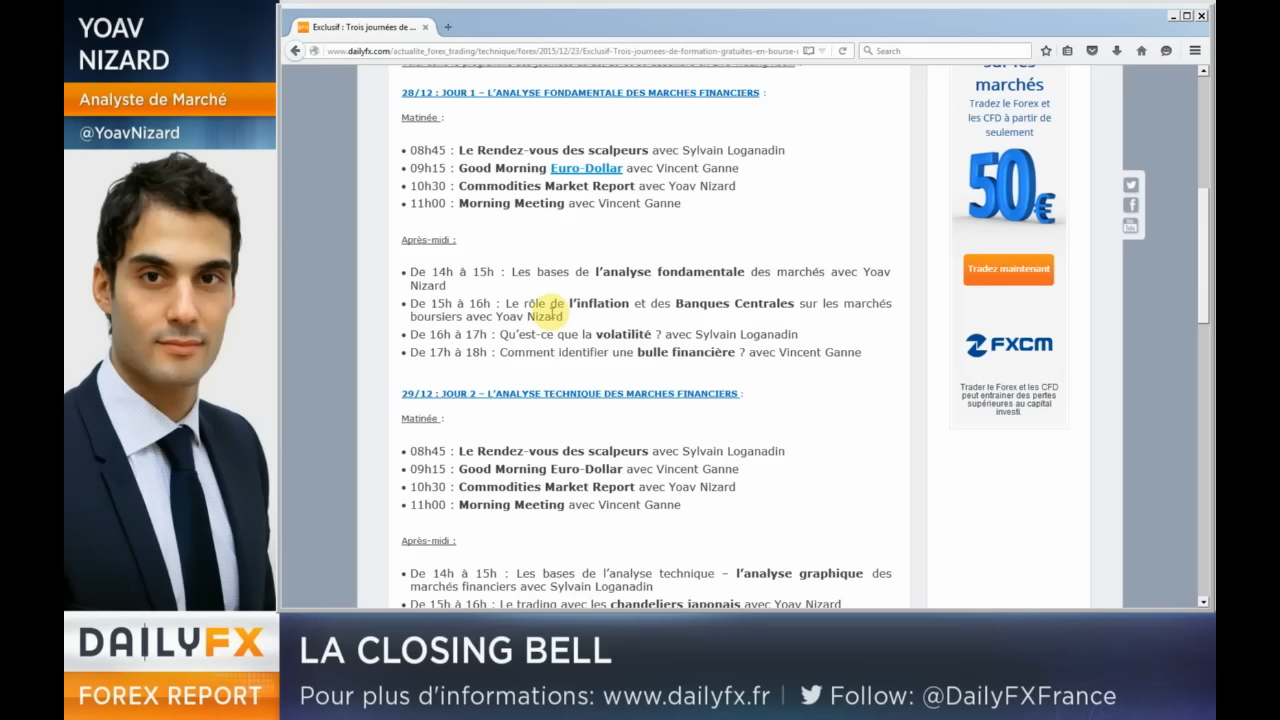 YOAV
NIZARD
Analyste de Marché
@YoavNizard
Exclusif : Trois journées de ...
www.dailyfx.com/actualite_forex_trading/technique/forex/2015/12/23/Exclusif-Trois-journees-de-formation-gratuites-en-bourse-
Search
28/12 : JOUR 1 – L'ANALYSE FONDAMENTALE DES MARCHES FINANCIERS :
Matinée :
• 08h45 : Le Rendez-vous des scalpeurs avec Sylvain Loganadin
• 09h15 : Good Morning Euro-Dollar avec Vincent Ganne
• 10h30 : Commodities Market Report avec Yoav Nizard
• 11h00 : Morning Meeting avec Vincent Ganne
Après-midi :
• De 14h à 15h : Les bases de l'analyse fondamentale des marchés avec Yoav
Nizard
• De 15h à 16h : Le rôle de l'inflation et des Banques Centrales sur les marchés
boursiers avec Yoav Nizard
• De 16h à 17h : Qu'est-ce que la volatilité ? avec Sylvain Loganadin
• De 17h à 18h : Comment identifier une bulle financière ? avec Vincent Ganne
29/12 : JOUR 2 – L'ANALYSE TECHNIQUE DES MARCHES FINANCIERS :
Matinée :
• 08h45 : Le Rendez-vous des scalpeurs avec Sylvain Loganadin
• 09h15 : Good Morning Euro-Dollar avec Vincent Ganne
• 10h30 : Commodities Market Report avec Yoav Nizard
• 11h00 : Morning Meeting avec Vincent Ganne
Après-midi :
• De 14h à 15h : Les bases de l'analyse technique – l'analyse graphique des
marchés financiers avec Sylvain Loganadin
• De 15h à 16h : Le trading avec les chandeliers japonais avec Yoav Nizard
sur les
marchés
Tradez le Forex et
les CFD à partir de
seulement
50€
Tradez maintenant
FXCM
Trader le Forex et les CFD
peut entraîner des pertes
supérieures au capital
investi.
You
Tube
DAILYFX
FOREX REPORT
LA CLOSING BELL
Pour plus d'informations: www.dailyfx.fr | Follow: @DailyFXFrance